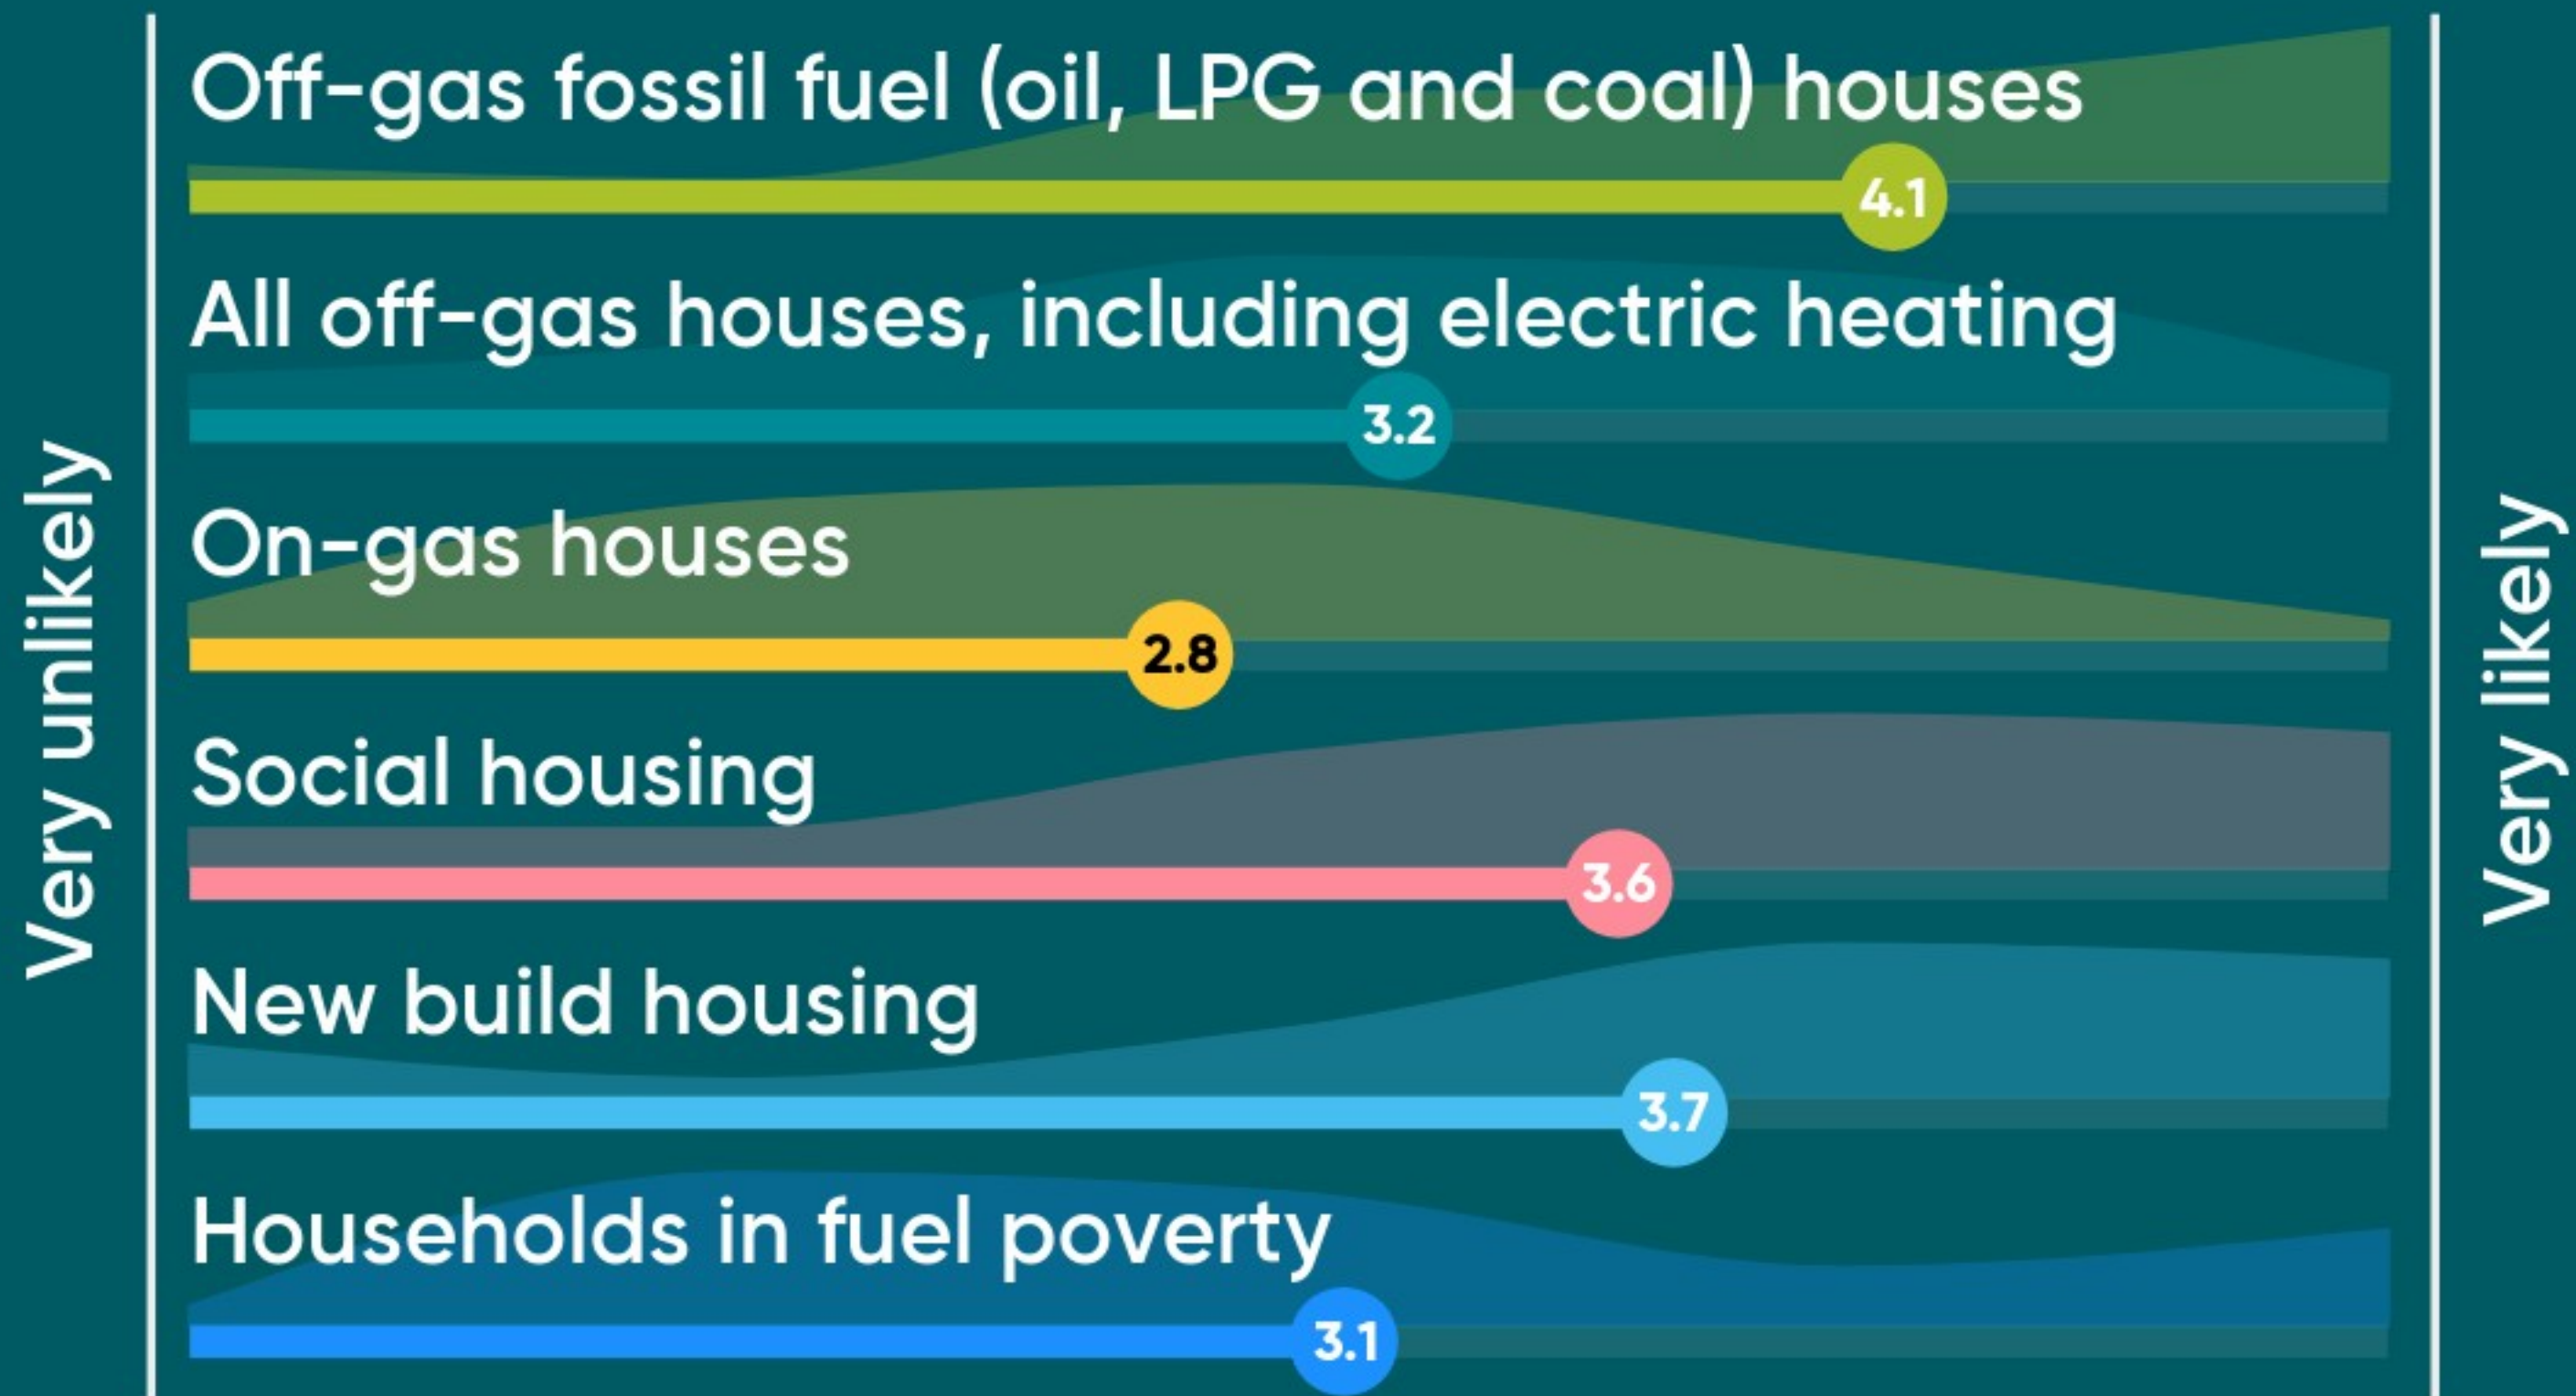 Very unlikely
Off-gas fossil fuel (oil, LPG and coal) houses
4.1
All off-gas houses, including electric heating
3.2
On-gas houses
2.8
Social housing
3.6
New build housing
3.7
Households in fuel poverty
3.1
Very likely